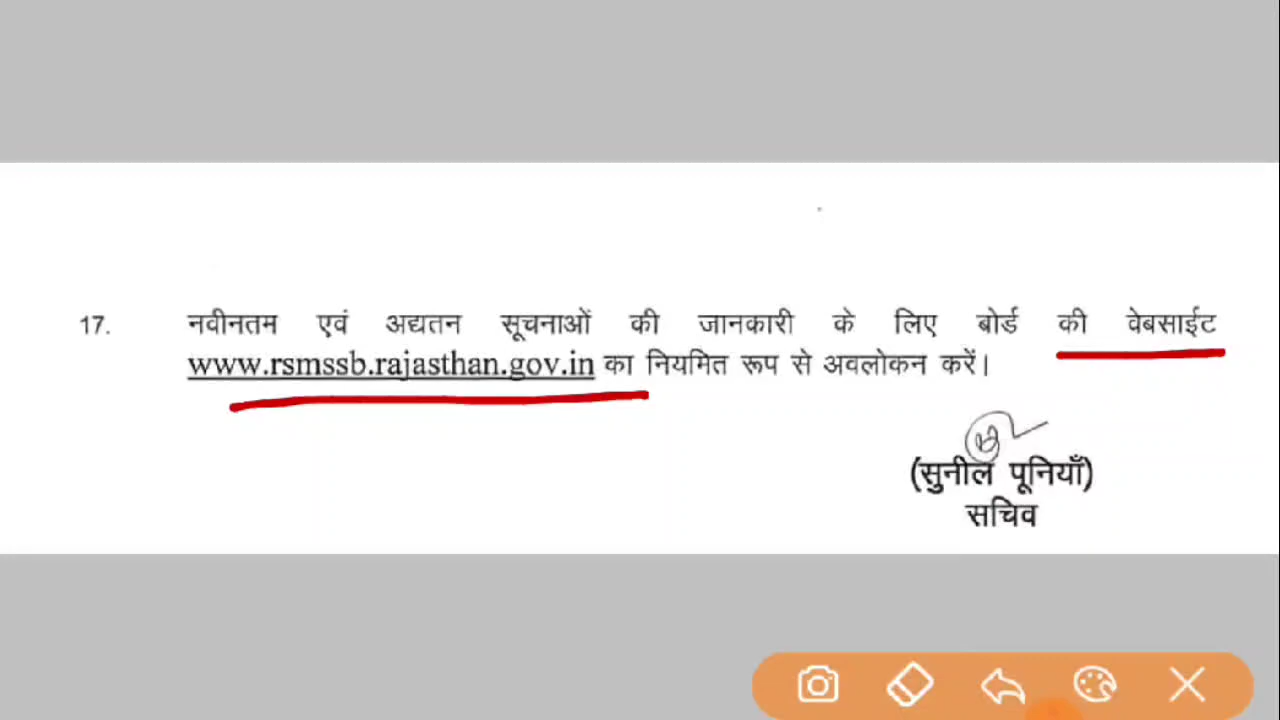 17. नवीनतम एवं अद्यतन सूचनाओं की जानकारी के लिए बोर्ड की वेबसाईट
www.rsmssb.rajasthan.gov.in का नियमित रूप से अवलोकन करें।
(सुनील पूनियाँ)
सचिव